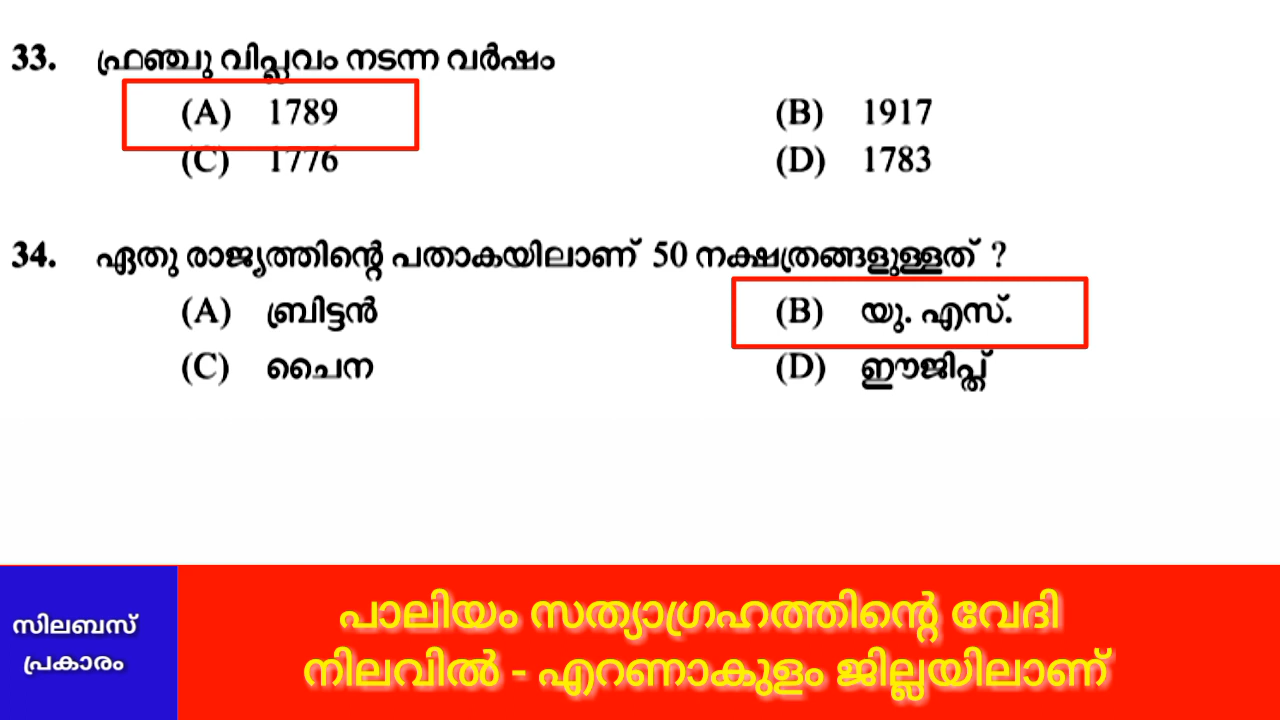 33. ഫ്രഞ്ചു വിപ്ലവം നടന്ന വർഷം
(A) 1789 (B) 1917
(C) 1776 (D) 1783
34. ഏതു രാജ്യത്തിന്റെ പതാകയിലാണ് 50 നക്ഷത്രങ്ങളുള്ളത് ?
(A) ബ്രിട്ടൻ (B) യു. എസ്.
(C) ചൈന (D) ഈജിപ്ത്
സിലബസ്
പ്രകാരം
പാലിയം സത്യാഗ്രഹത്തിന്റെ വേദി
നിലവിൽ - എറണാകുളം ജില്ലയിലാണ്